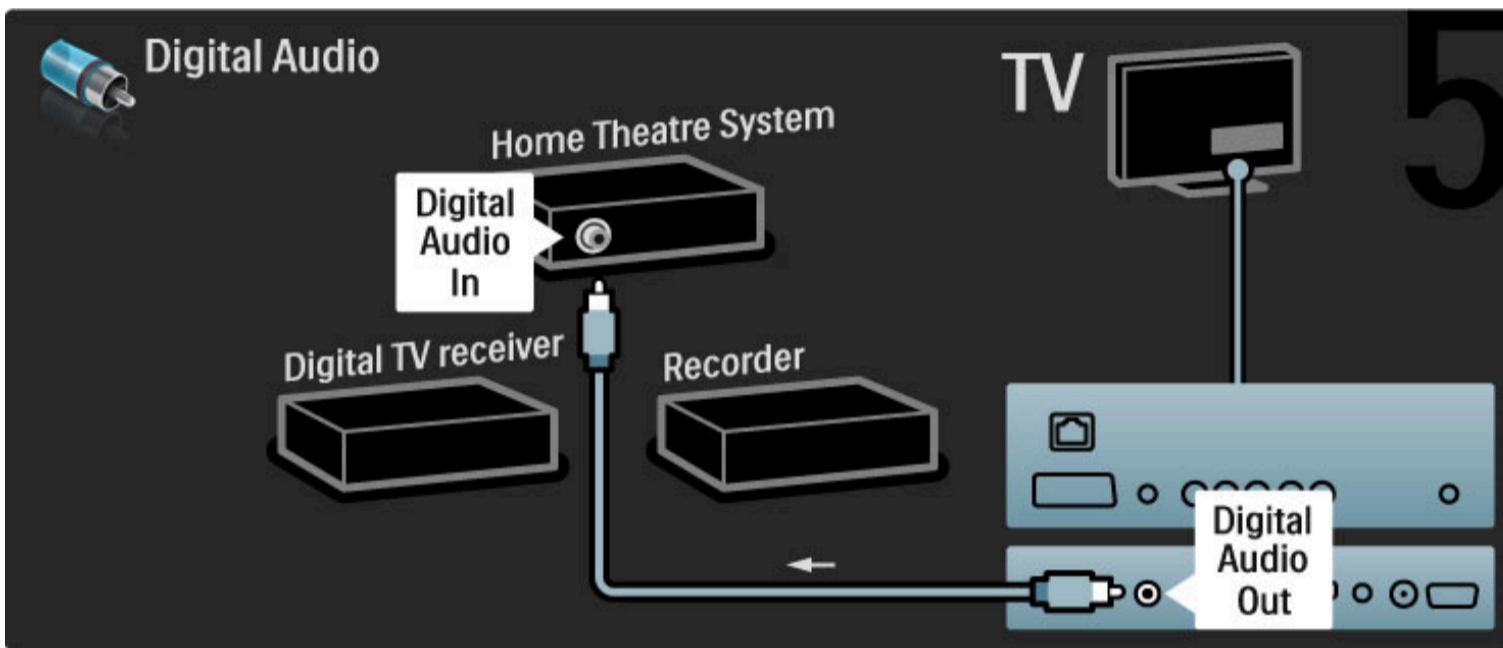 Digital Audio
TV
5
Home Theatre System
Digital
Audio
In
Digital TV receiver
Recorder
Digital
Audio
Out